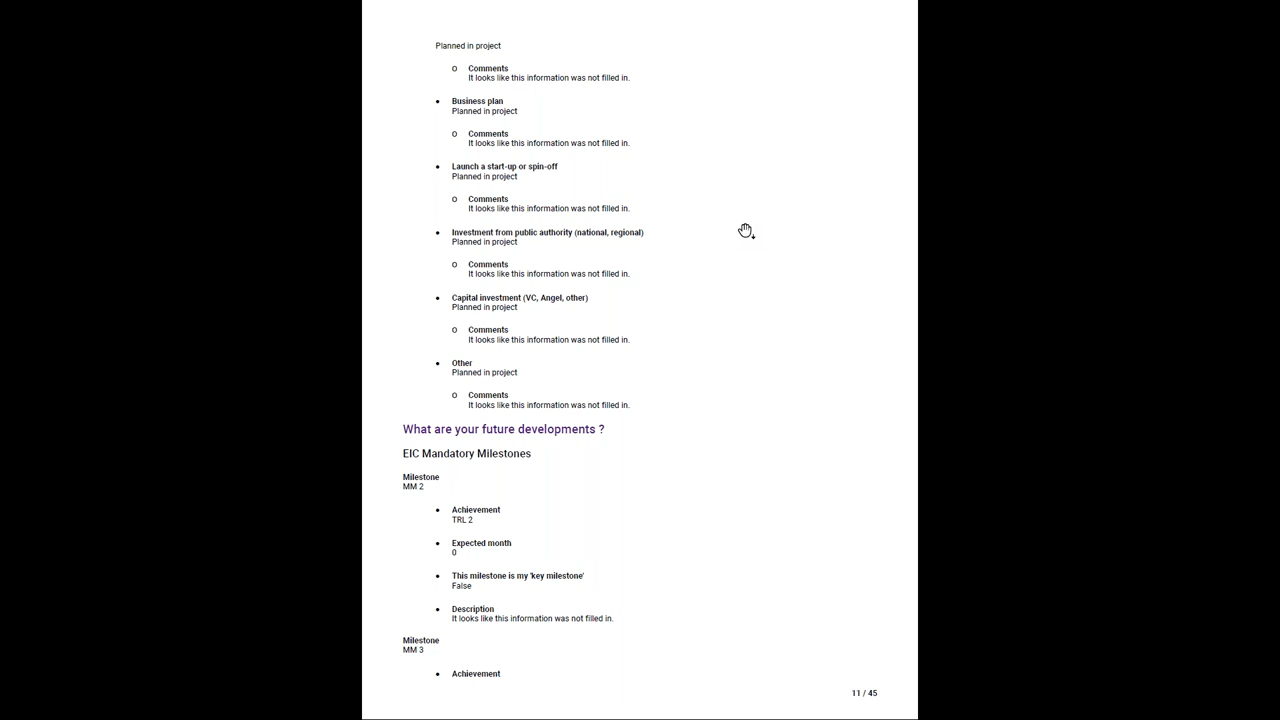 Planned in project
o Comments
It looks like this information was not filled in.
• Business plan
Planned in project
o Comments
It looks like this information was not filled in.
• Launch a start-up or spin-off
Planned in project
o Comments
It looks like this information was not filled in.
• Investment from public authority (national, regional)
Planned in project
o Comments
It looks like this information was not filled in.
• Capital investment (VC, Angel, other)
Planned in project
o Comments
It looks like this information was not filled in.
• Other
Planned in project
o Comments
It looks like this information was not filled in.
What are your future developments ?
EIC Mandatory Milestones
Milestone
MM 2
• Achievement
TRL 2
• Expected month
0
• This milestone is my 'key milestone'
False
• Description
It looks like this information was not filled in.
Milestone
MM 3
• Achievement
11 / 45